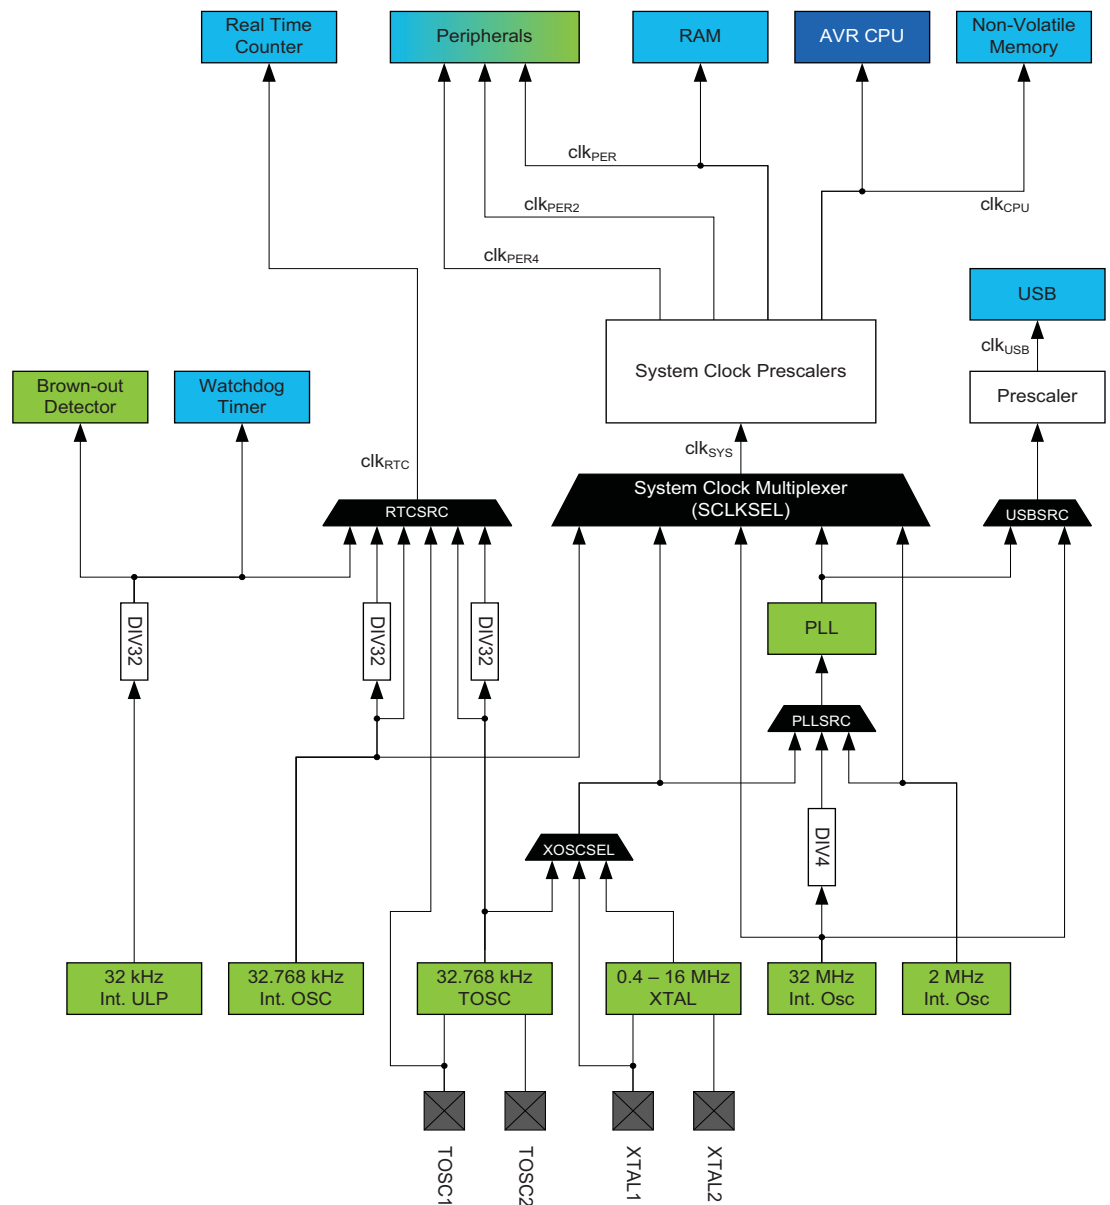 Real Time
Counter
Peripherals
RAM
AVR CPU
Non-Volatile
Memory
clkPER
clkPER2
clkCPU
clkPER4
USB
System Clock Prescalers
clkUSB
Brown-out
Detector
Watchdog
Timer
Prescaler
clkSYS
clkRTC
System Clock Multiplexer
(SCLKSEL)
RTCSRC
USBSRC
DIV32
DIV32
DIV32
PLL
PLLSRC
XOSCSEL
DIV4
32 kHz
Int. ULP
32.768 kHz
Int. OSC
32.768 kHz
TOSC
0.4 – 16 MHz
XTAL
32 MHz
Int. Osc
2 MHz
Int. Osc
TOSC1
TOSC2
XTAL1
XTAL2